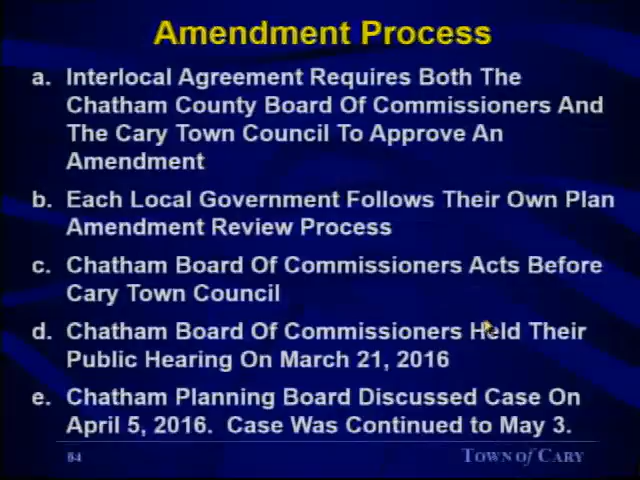 Amendment Process
a. Interlocal Agreement Requires Both The
Chatham County Board Of Commissioners And
The Cary Town Council To Approve An
Amendment
b. Each Local Government Follows Their Own Plan
Amendment Review Process
c. Chatham Board Of Commissioners Acts Before
Cary Town Council
d. Chatham Board Of Commissioners Held Their
Public Hearing On March 21, 2016
e. Chatham Planning Board Discussed Case On
April 5, 2016. Case Was Continued to May 3.
84 TOWN of CARY